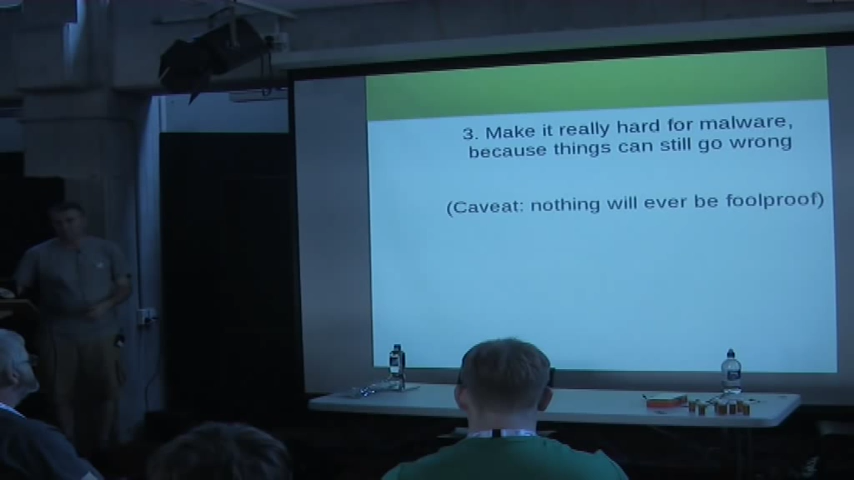 3. Make it really hard for malware,
because things can still go wrong
(Caveat: nothing will ever be foolproof)